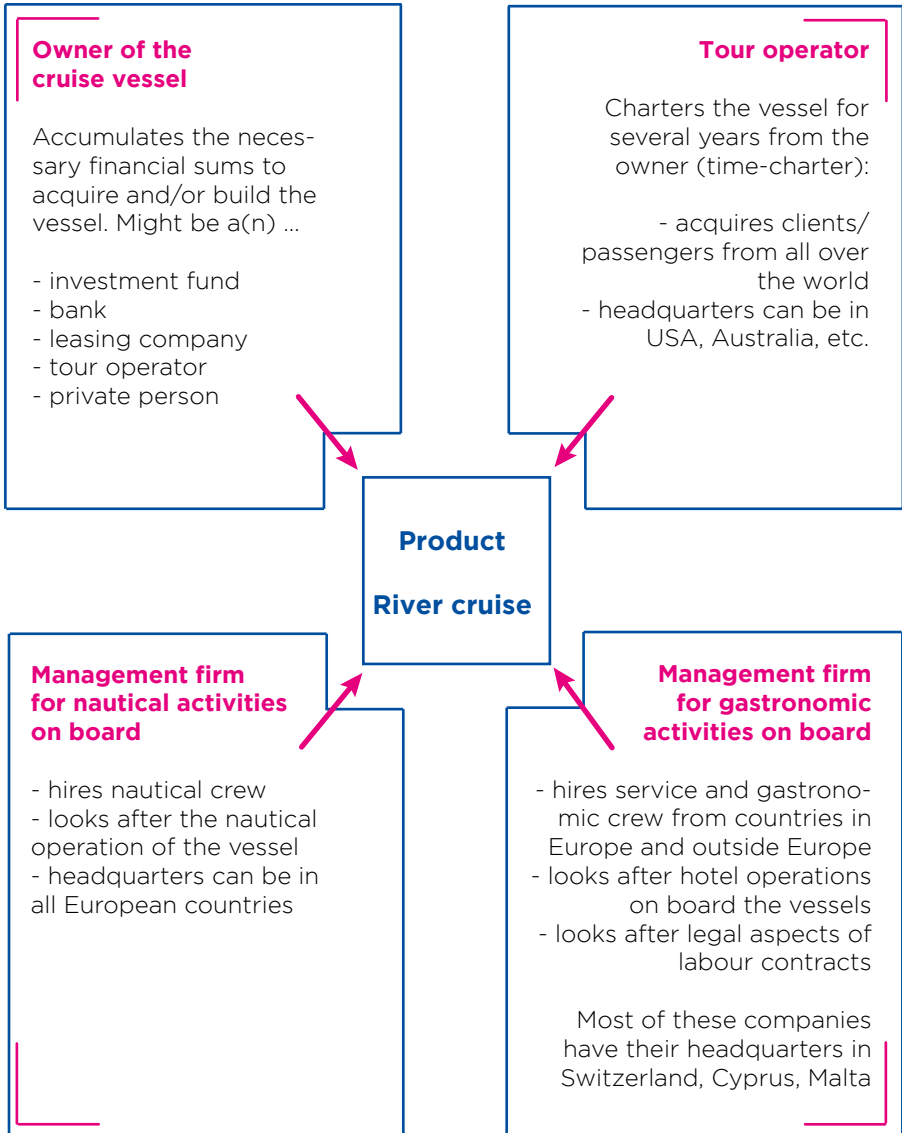 Owner of the
cruise vessel
Accumulates the neces-
sary financial sums to
acquire and/or build the
vessel. Might be a(n) ...
- investment fund
- bank
- leasing company
- tour operator
- private person
Tour operator
Charters the vessel for
several years from the
owner (time-charter):
- acquires clients/
passengers from all over
the world
- headquarters can be in
USA, Australia, etc.
Product
River cruise
Management firm
for nautical activities
on board
- hires nautical crew
- looks after the nautical
operation of the vessel
- headquarters can be in
all European countries
Management firm
for gastronomic
activities on board
- hires service and gastrono-
mic crew from countries in
Europe and outside Europe
- looks after hotel operations
on board the vessels
- looks after legal aspects of
labour contracts
Most of these companies
have their headquarters in
Switzerland, Cyprus, Malta